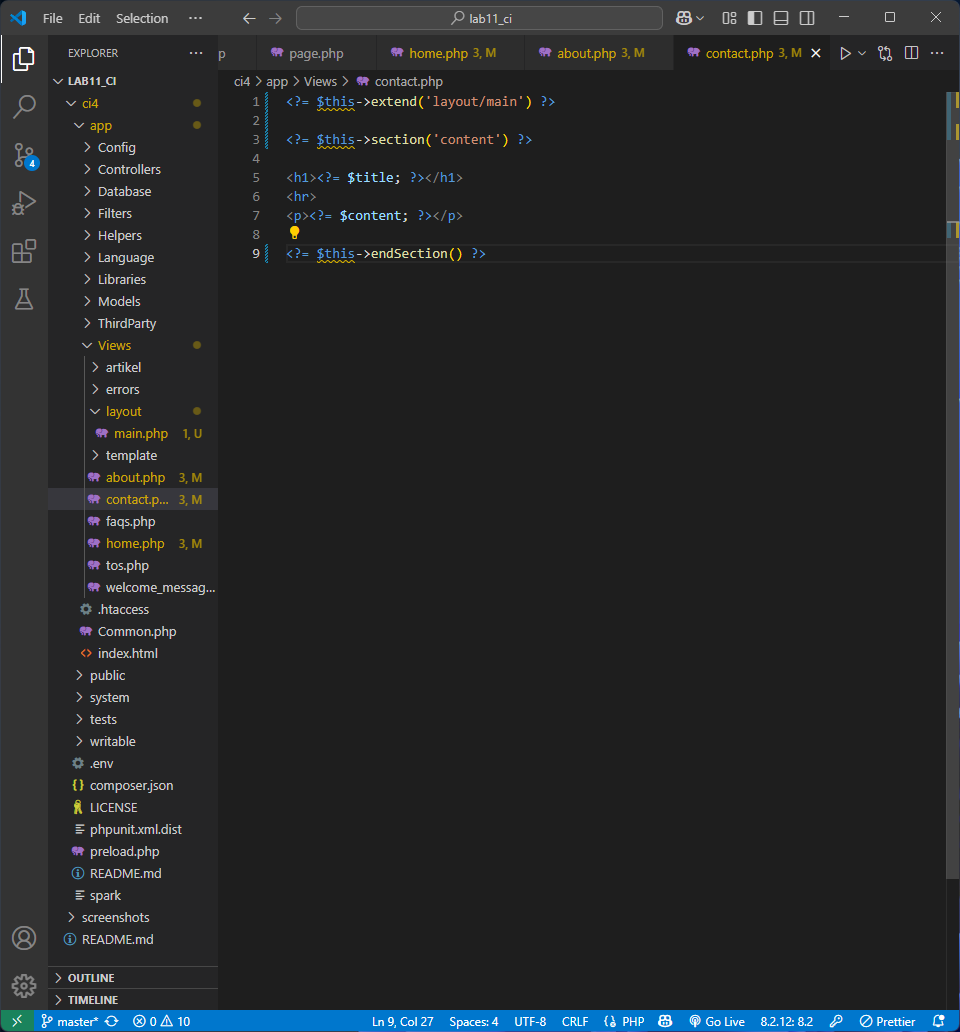 File Edit Selection ··· lab11_ci
EXPLORER ···
LAB11_CI
ci4
app
Config
Controllers
Database
Filters
Helpers
Language
Libraries
Models
ThirdParty
Views
artikel
errors
layout
main.php 1, U
template
about.php 3, M
contact.p... 3, M
faqs.php
home.php 3, M
tos.php
welcome_messag...
.htaccess
Common.php
index.html
public
system
tests
writable
.env
composer.json
LICENSE
phpunit.xml.dist
preload.php
README.md
spark
screenshots
README.md
OUTLINE
TIMELINE
4
p page.php home.php 3, M about.php 3, M contact.php 3, M ···
ci4 > app > Views > contact.php
1 <?= $this->extend('layout/main') ?>
2
3 <?= $this->section('content') ?>
4
5 <h1><?= $title; ?></h1>
6 <hr>
7 <p><?= $content; ?></p>
8
9 <?= $this->endSection() ?>
master* 0 10 Ln 9, Col 27 Spaces: 4 UTF-8 CRLF {} PHP Go Live 8.2.12: 8.2 Prettier